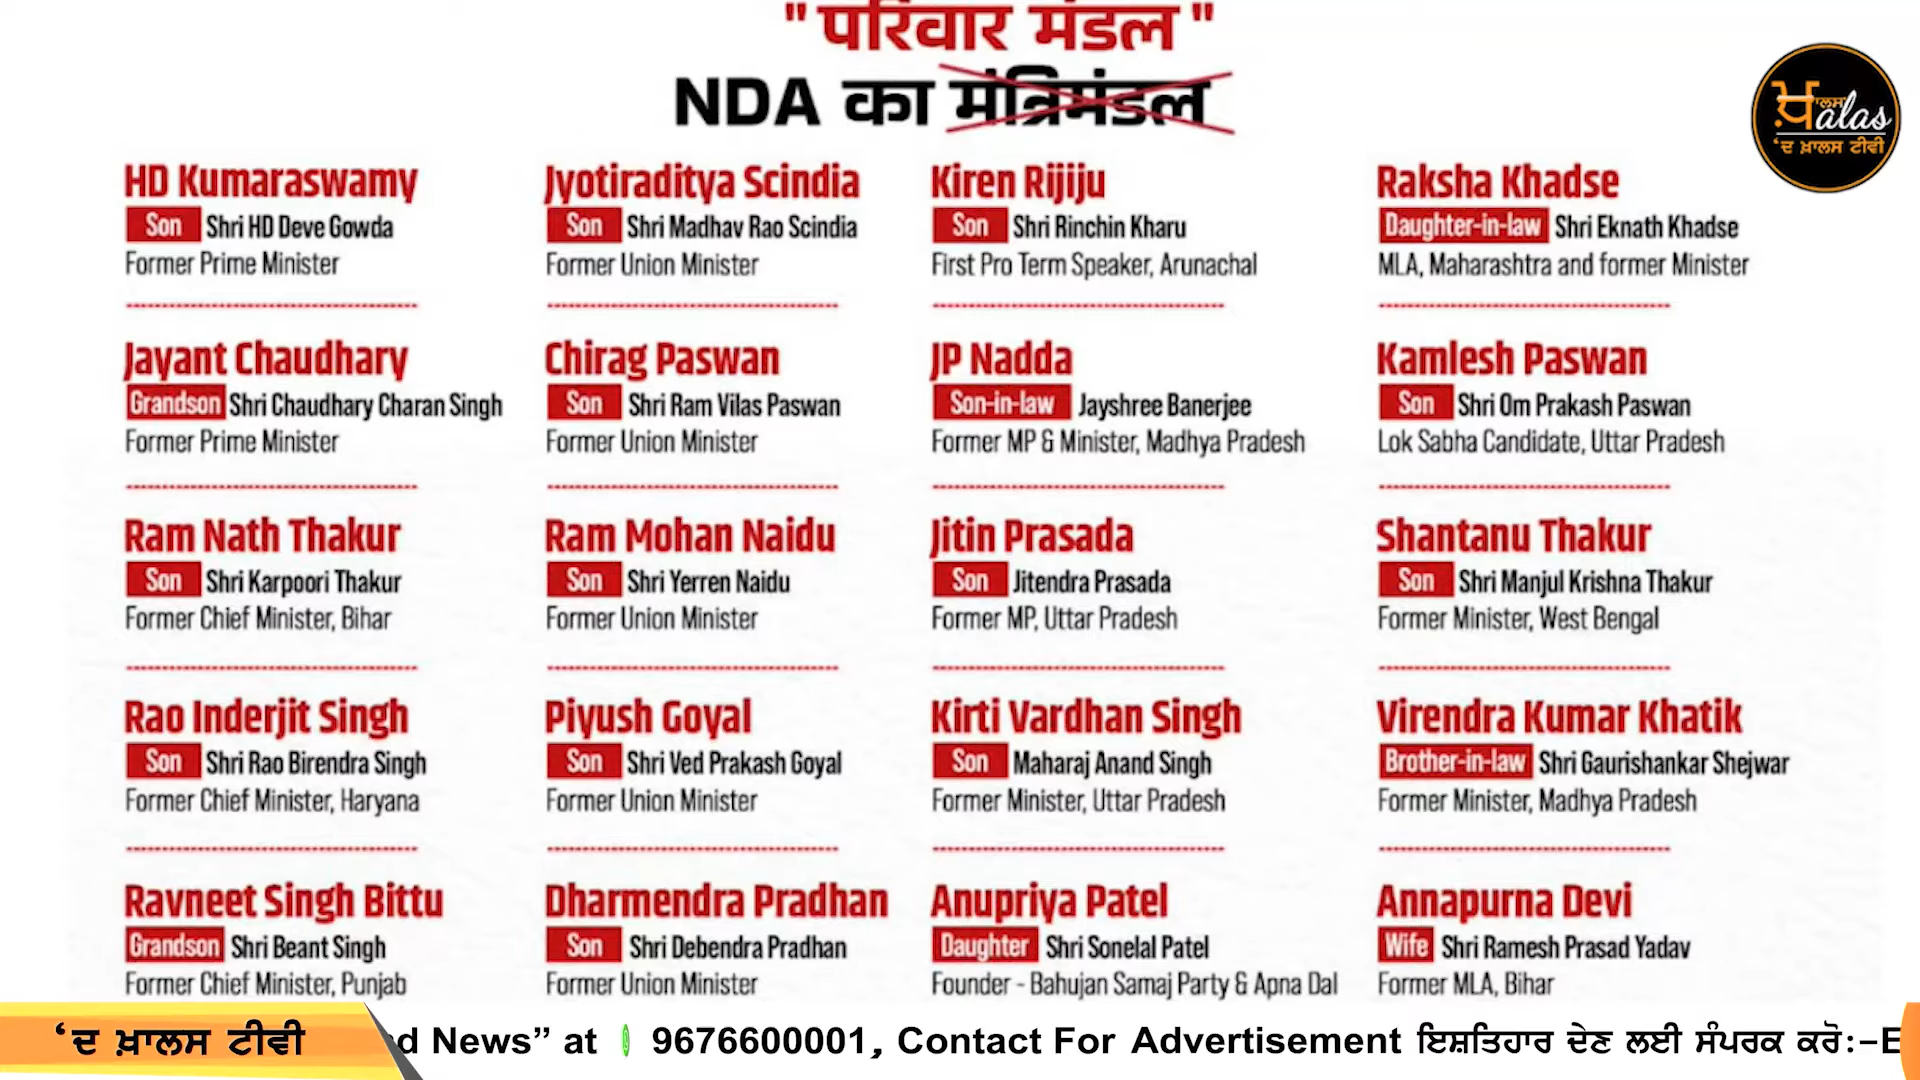 "परिवार मंडल"
NDA का मंत्रिमंडल
ਖ਼ਾਲਸ alas
'ਦ ਖ਼ਾਲਸ ਟੀਵੀ
HD Kumaraswamy
Son Shri HD Deve Gowda
Former Prime Minister
Jyotiraditya Scindia
Son Shri Madhav Rao Scindia
Former Union Minister
Kiren Rijiju
Son Shri Rinchin Kharu
First Pro Term Speaker, Arunachal
Raksha Khadse
Daughter-in-law Shri Eknath Khadse
MLA, Maharashtra and former Minister
Jayant Chaudhary
Grandson Shri Chaudhary Charan Singh
Former Prime Minister
Chirag Paswan
Son Shri Ram Vilas Paswan
Former Union Minister
JP Nadda
Son-in-law Jayshree Banerjee
Former MP & Minister, Madhya Pradesh
Kamlesh Paswan
Son Shri Om Prakash Paswan
Lok Sabha Candidate, Uttar Pradesh
Ram Nath Thakur
Son Shri Karpoori Thakur
Former Chief Minister, Bihar
Ram Mohan Naidu
Son Shri Yerren Naidu
Former Union Minister
Jitin Prasada
Son Jitendra Prasada
Former MP, Uttar Pradesh
Shantanu Thakur
Son Shri Manjul Krishna Thakur
Former Minister, West Bengal
Rao Inderjit Singh
Son Shri Rao Birendra Singh
Former Chief Minister, Haryana
Piyush Goyal
Son Shri Ved Prakash Goyal
Former Union Minister
Kirti Vardhan Singh
Son Maharaj Anand Singh
Former Minister, Uttar Pradesh
Virendra Kumar Khatik
Brother-in-law Shri Gaurishankar Shejwar
Former Minister, Madhya Pradesh
Ravneet Singh Bittu
Grandson Shri Beant Singh
Former Chief Minister, Punjab
Dharmendra Pradhan
Son Shri Debendra Pradhan
Former Union Minister
Anupriya Patel
Daughter Shri Sonelal Patel
Founder - Bahujan Samaj Party & Apna Dal
Annapurna Devi
Wife Shri Ramesh Prasad Yadav
Former MLA, Bihar
'ਦ ਖ਼ਾਲਸ ਟੀਵੀ
d News" at 9676600001, Contact For Advertisement ਇਸ਼ਤਿਹਾਰ ਦੇਣ ਲਈ ਸੰਪਰਕ ਕਰੋ:-E